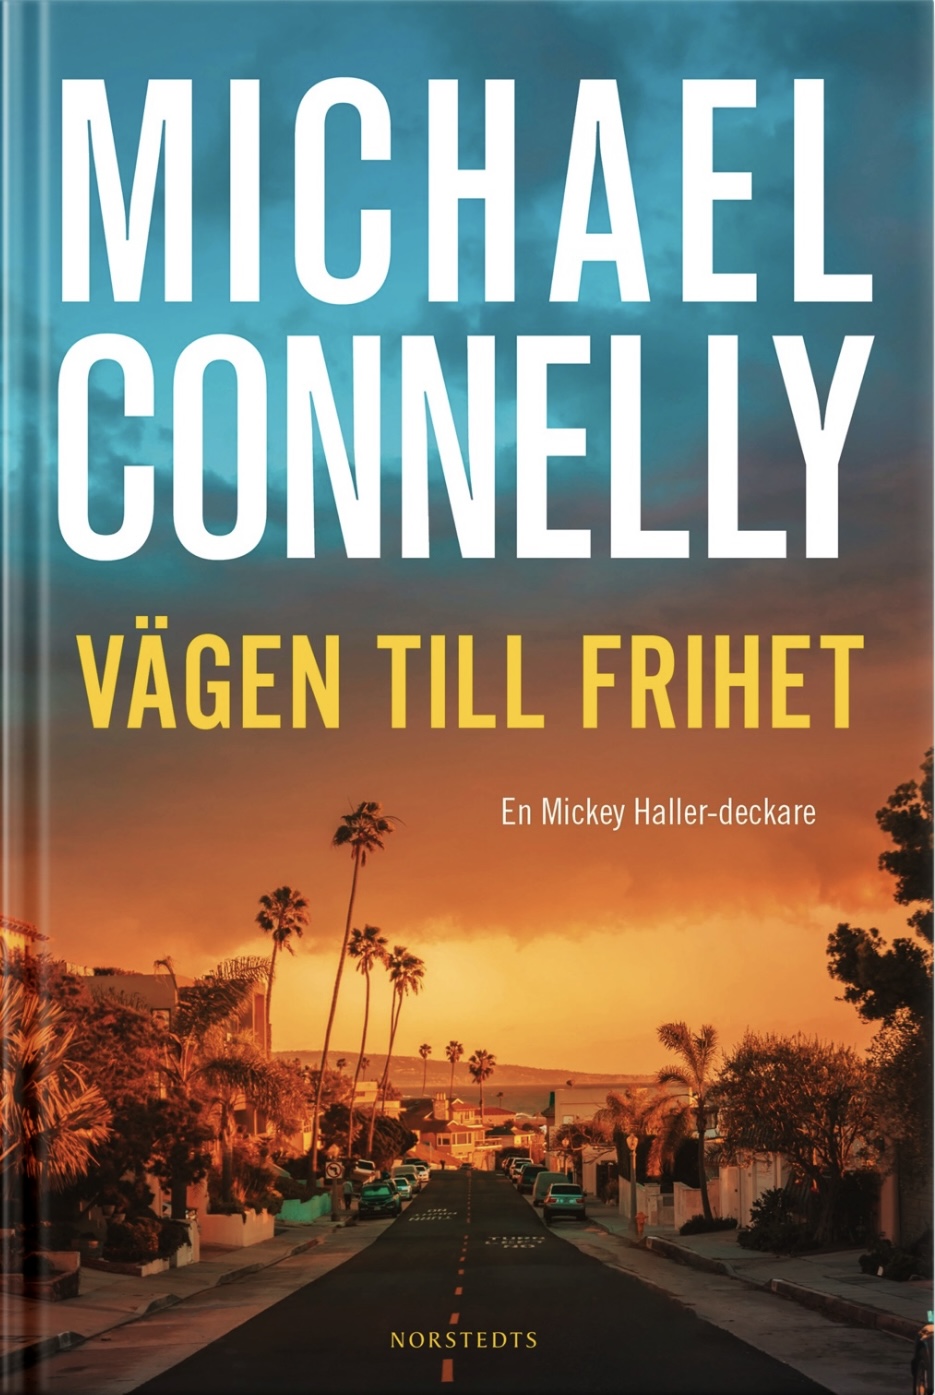 MICHAEL
CONNELLY
VÄGEN TILL FRIHET
En Mickey Haller-deckare
NORSTEDTS